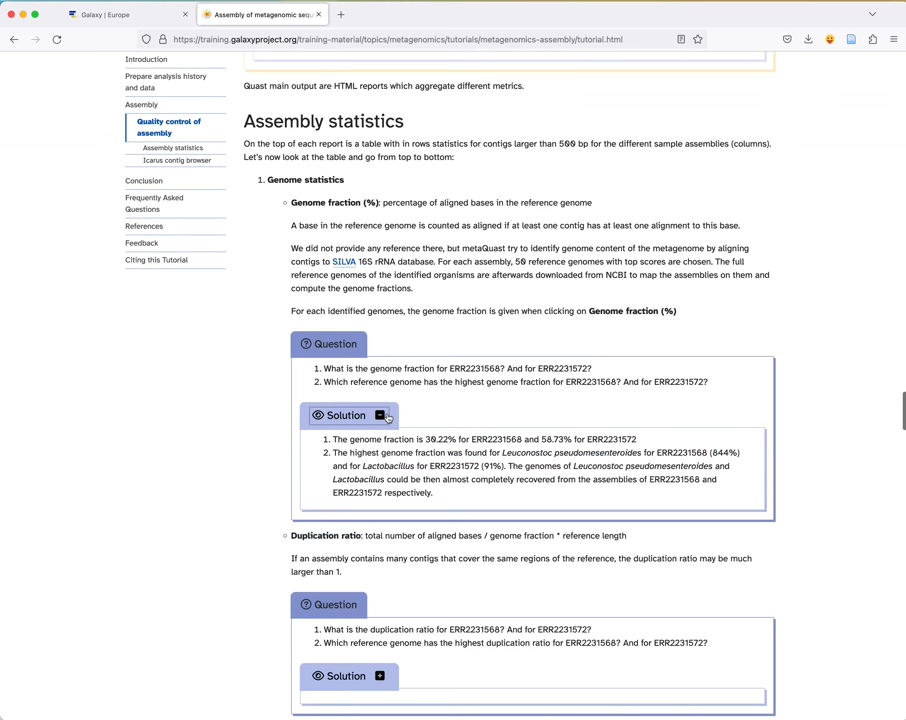 Galaxy | Europe
Assembly of metagenomic seq
https://training.galaxyproject.org/training-material/topics/metagenomics/tutorials/metagenomics-assembly/tutorial.html
Introduction
Prepare analysis history
and data
Assembly
Quality control of
assembly
Assembly statistics
Icarus contig browser
Conclusion
Frequently Asked
Questions
References
Feedback
Citing this Tutorial
Quast main output are HTML reports which aggregate different metrics.
Assembly statistics
On the top of each report is a table with in rows statistics for contigs larger than 500 bp for the different sample assemblies (columns).
Let's now look at the table and go from top to bottom:
1. Genome statistics
Genome fraction (%): percentage of aligned bases in the reference genome
A base in the reference genome is counted as aligned if at least one contig has at least one alignment to this base.
We did not provide any reference there, but metaQuast try to identify genome content of the metagenome by aligning
contigs to SILVA 16S rRNA database. For each assembly, 50 reference genomes with top scores are chosen. The full
reference genomes of the identified organisms are afterwards downloaded from NCBI to map the assemblies on them and
compute the genome fractions.
For each identified genomes, the genome fraction is given when clicking on Genome fraction (%)
Question
1. What is the genome fraction for ERR2231568? And for ERR2231572?
2. Which reference genome has the highest genome fraction for ERR2231568? And for ERR2231572?
Solution
1. The genome fraction is 30.22% for ERR2231568 and 58.73% for ERR2231572
2. The highest genome fraction was found for Leuconostoc pseudomesenteroides for ERR2231568 (844%)
and for Lactobacillus for ERR2231572 (91%). The genomes of Leuconostoc pseudomesenteroides and
Lactobacillus could be then almost completely recovered from the assemblies of ERR2231568 and
ERR2231572 respectively.
Duplication ratio: total number of aligned bases / genome fraction * reference length
If an assembly contains many contigs that cover the same regions of the reference, the duplication ratio may be much
larger than 1.
Question
1. What is the duplication ratio for ERR2231568? And for ERR2231572?
2. Which reference genome has the highest duplication ratio for ERR2231568? And for ERR2231572?
Solution